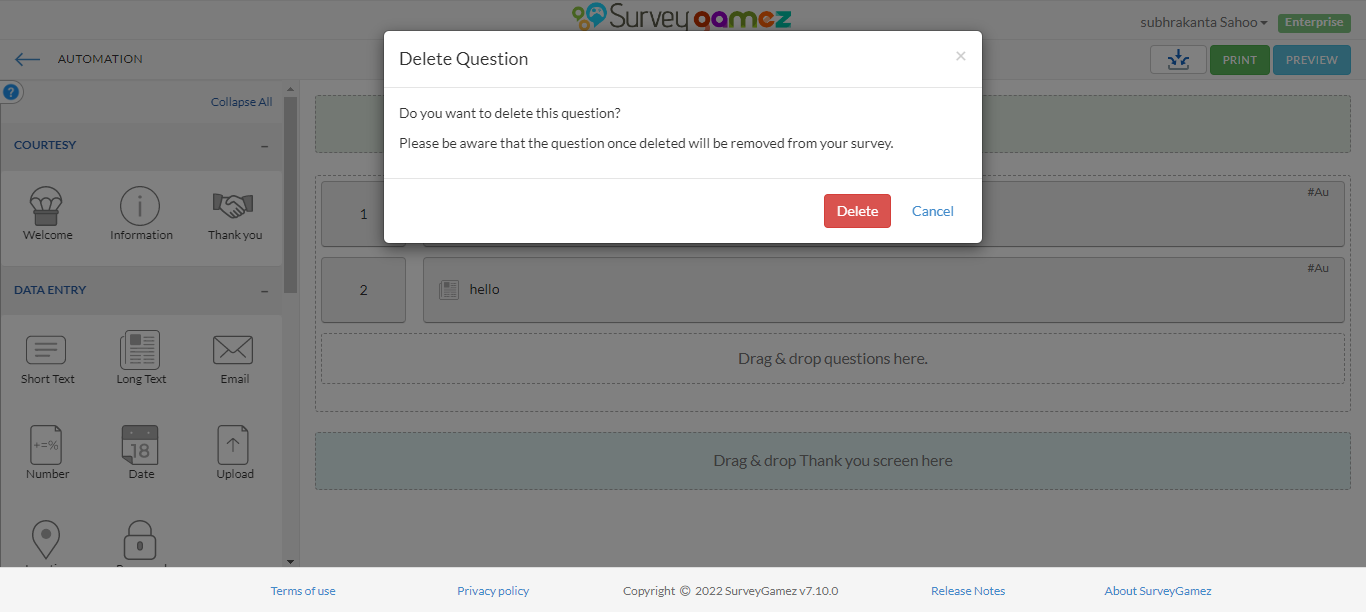 Survey gamez
subhrakanta Sahoo
Enterprise
AUTOMATION
PRINT
PREVIEW
Delete Question
×
Do you want to delete this question?
Please be aware that the question once deleted will be removed from your survey.
Delete
Cancel
?
Collapse All
COURTESY
Welcome
Information
Thank you
DATA ENTRY
Short Text
Long Text
Email
+=%
18
Number
Date
Upload
1
#Au
2
hello
#Au
Drag & drop questions here.
Drag & drop Thank you screen here
Terms of use
Privacy policy
Copyright © 2022 SurveyGamez v7.10.0
Release Notes
About SurveyGamez